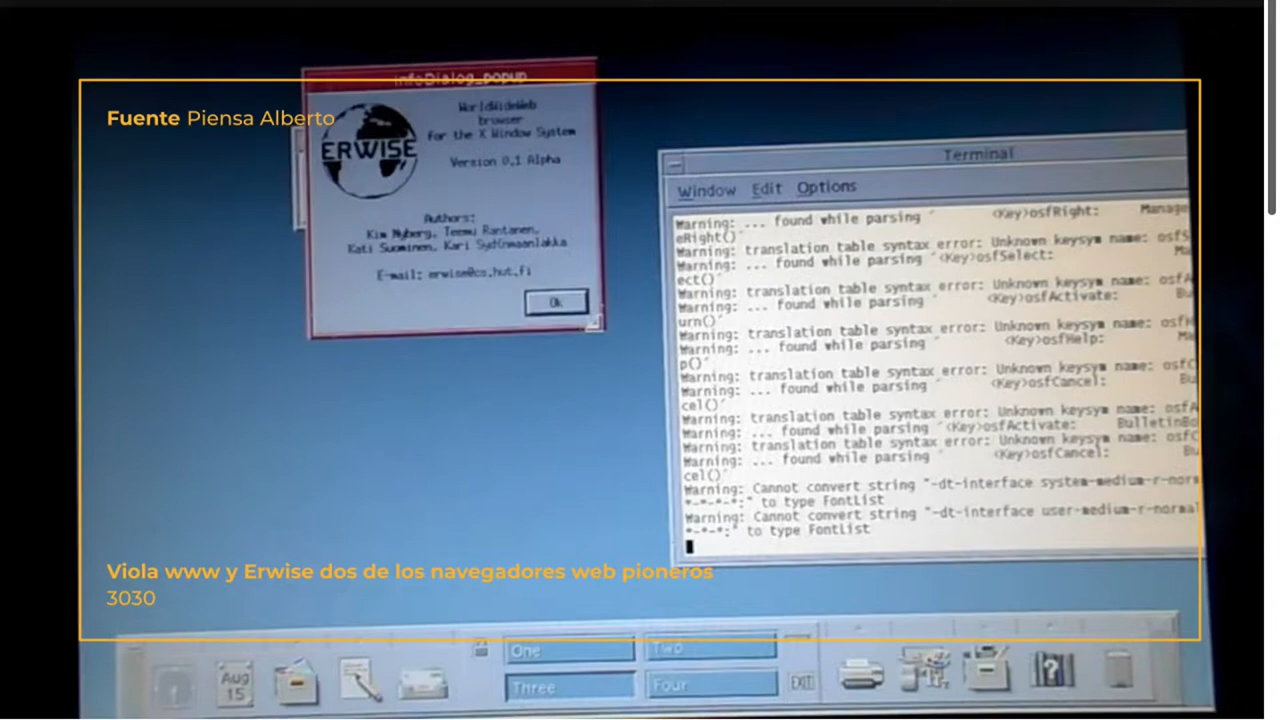 infoDialog_popup
Fuente Piensa Alberto
ERWISE
WorldWideWeb
browser
for the X Window System
Version 0.1 Alpha
Authors:
Kim Nyberg, Teemu Rantanen,
Kati Suominen, Kari
E-mail: erwise@cs.hut.fi
Ok
Terminal
Window Edit Options
Warning: ... found while parsing ' <Key>osfRight: Manage
eRight()'
Warning: translation table syntax error: Unknown keysym name: osfS
Warning: ... found while parsing '<Key>osfSelect: Ma
ect()'
Warning: translation table syntax error: Unknown keysym name: osfA
Warning: ... found while parsing ' <Key>osfActivate: Bu
urn()'
Warning: translation table syntax error: Unknown keysym name: osfH
Warning: ... found while parsing ' <Key>osfHelp: Ma
p()'
Warning: translation table syntax error: Unknown keysym name: osfC
Warning: ... found while parsing ' <Key>osfCancel: Bu
cel()'
Warning: translation table syntax error: Unknown keysym name: osfA
Warning: ... found while parsing '<Key>osfActivate: BulletinBo
Warning: translation table syntax error: Unknown keysym name: osfC
Warning: ... found while parsing ' <Key>osfCancel: Bu
cel()'
Warning: Cannot convert string "-dt-interface system-medium-r-norm
*-*-*-*:" to type FontList
Warning: Cannot convert string "-dt-interface user-medium-r-normal
*-*-*:" to type FontList
Viola www y Erwise dos de los navegadores web pioneros
3030
One Two
Aug
15
Three Four EXIT